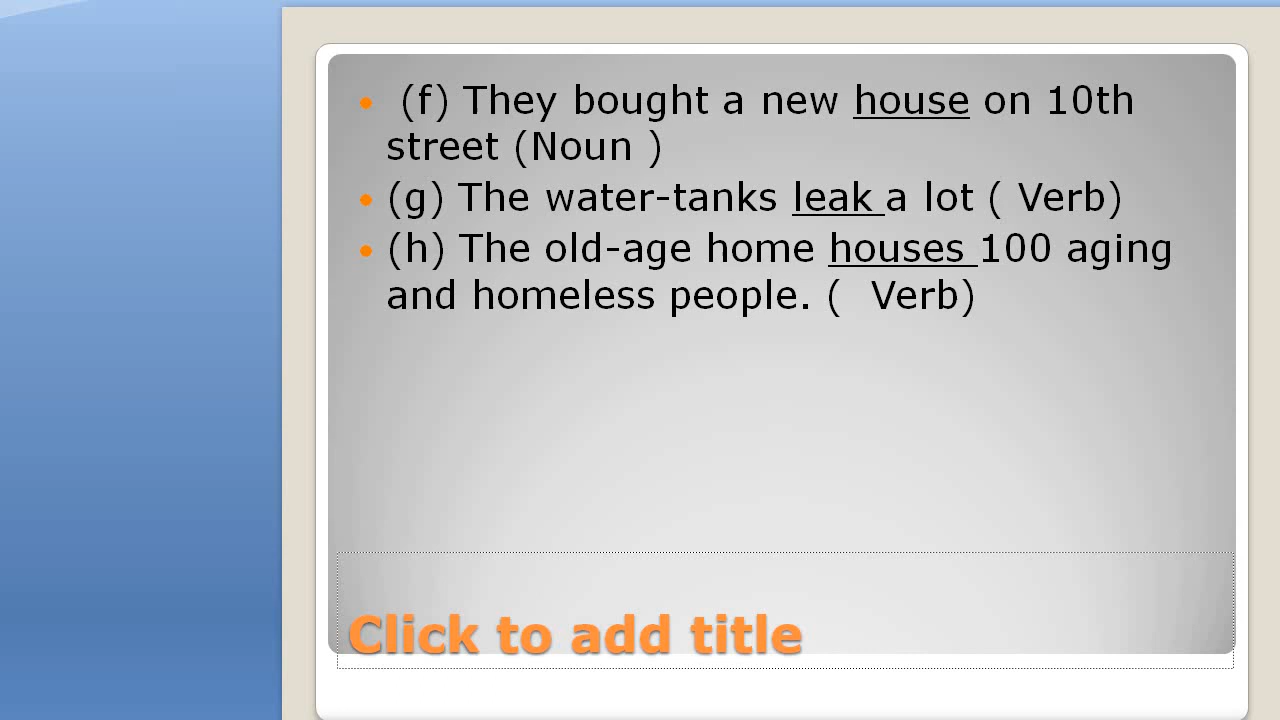 • (f) They bought a new house on 10th
street (Noun )
• (g) The water-tanks leak a lot ( Verb)
• (h) The old-age home houses 100 aging
and homeless people. (  Verb)
Click to add title